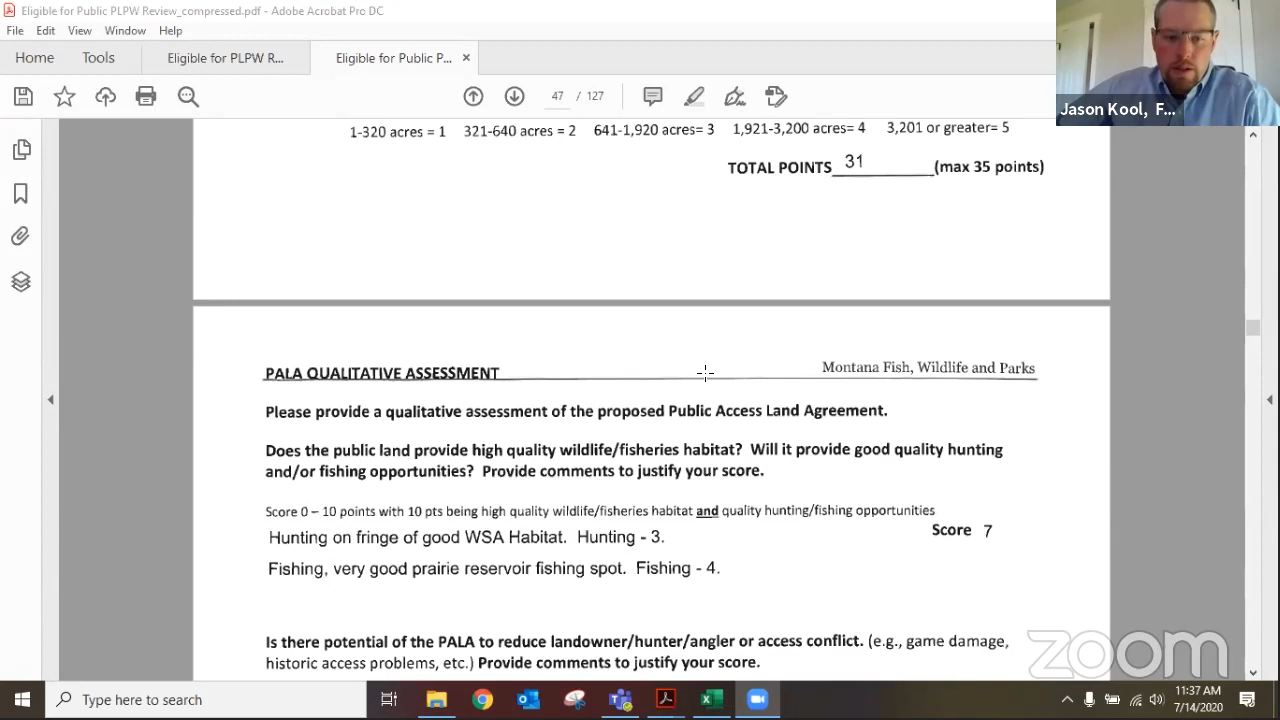 Eligible for Public PLPW Review_compressed.pdf - Adobe Acrobat Pro DC
File Edit View Window Help
Home Tools Eligible for PLPW R... Eligible for Public P... ×
47 / 127
Jason Kool, F...
1-320 acres = 1 321-640 acres = 2 641-1,920 acres= 3 1,921-3,200 acres= 4 3,201 or greater= 5
TOTAL POINTS 31 (max 35 points)
PALA QUALITATIVE ASSESSMENT Montana Fish, Wildlife and Parks
Please provide a qualitative assessment of the proposed Public Access Land Agreement.
Does the public land provide high quality wildlife/fisheries habitat? Will it provide good quality hunting
and/or fishing opportunities? Provide comments to justify your score.
Score 0 – 10 points with 10 pts being high quality wildlife/fisheries habitat and quality hunting/fishing opportunities
Score 7
Hunting on fringe of good WSA Habitat. Hunting - 3.
Fishing, very good prairie reservoir fishing spot. Fishing - 4.
Is there potential of the PALA to reduce landowner/hunter/angler or access conflict. (e.g., game damage,
historic access problems, etc.) Provide comments to justify your score.
zoom
Type here to search
11:37 AM
7/14/2020